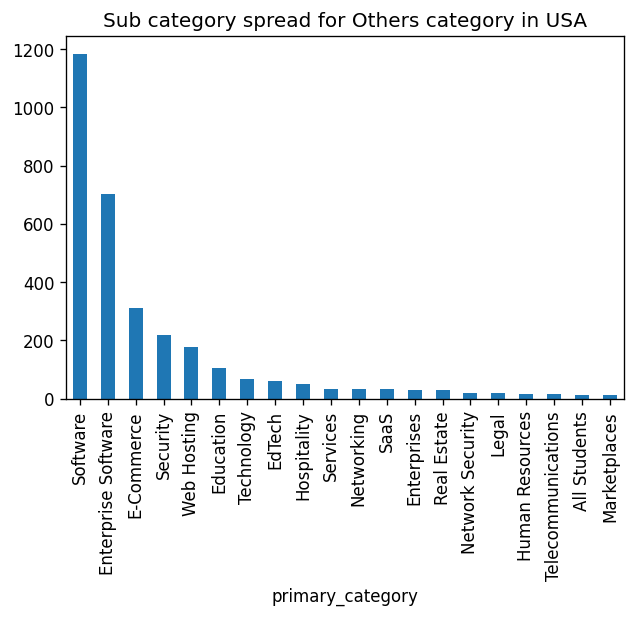 Sub category spread for Others category in USA
1200
1000
800
600
400
200
0
Software
Enterprise Software
E-Commerce
Security
Web Hosting
Education
Technology
EdTech
Hospitality
Services
Networking
SaaS
Enterprises
Real Estate
Network Security
Legal
Human Resources
Telecommunications
All Students
Marketplaces
primary_category